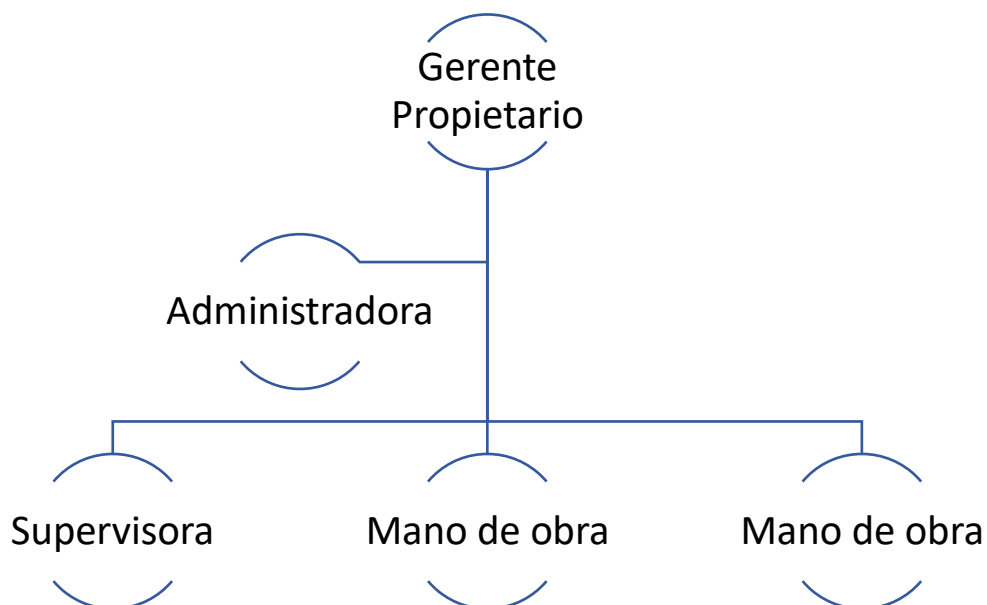 Gerente
Propietario
Administradora
Supervisora
Mano de obra
Mano de obra